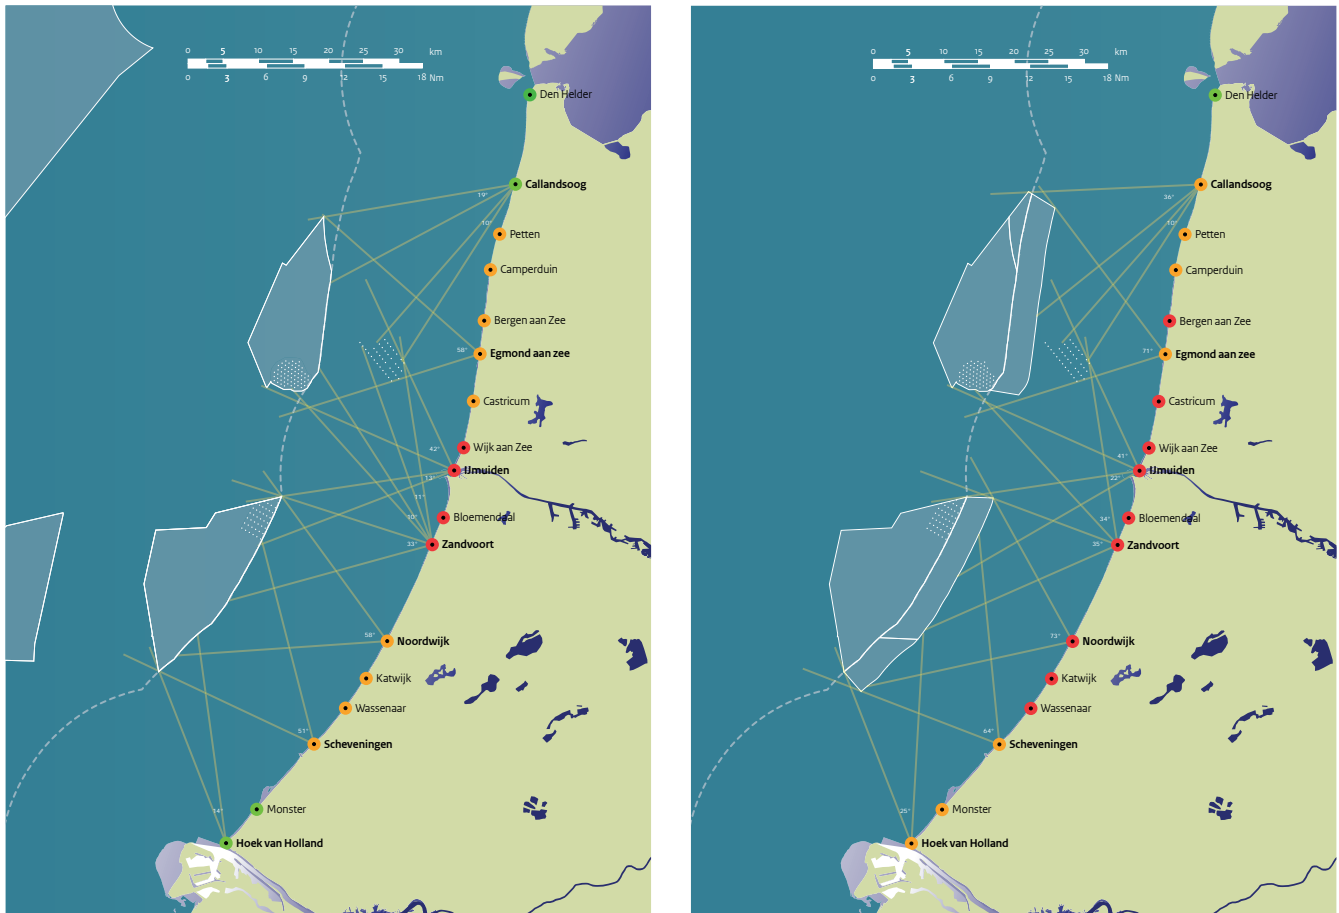 0 5 10 15 20 25 30 km
0 3 6 9 12 15 18 Nm
Den Helder
Callandsoog
19°
10°
Petten
Camperduin
Bergen aan Zee
58°
Egmond aan zee
Castricum
42°
Wijk aan Zee
IJmuiden
13°
11°
10°
Bloemendaal
33°
Zandvoort
58°
Noordwijk
Katwijk
Wassenaar
51°
Scheveningen
14°
Monster
Hoek van Holland
0 5 10 15 20 25 30 km
0 3 6 9 12 15 18 Nm
Den Helder
Callandsoog
36°
10°
Petten
Camperduin
Bergen aan Zee
71°
Egmond aan zee
Castricum
41°
Wijk aan Zee
IJmuiden
22°
34°
Bloemendaal
35°
Zandvoort
73°
Noordwijk
Katwijk
Wassenaar
64°
Scheveningen
25°
Monster
Hoek van Holland